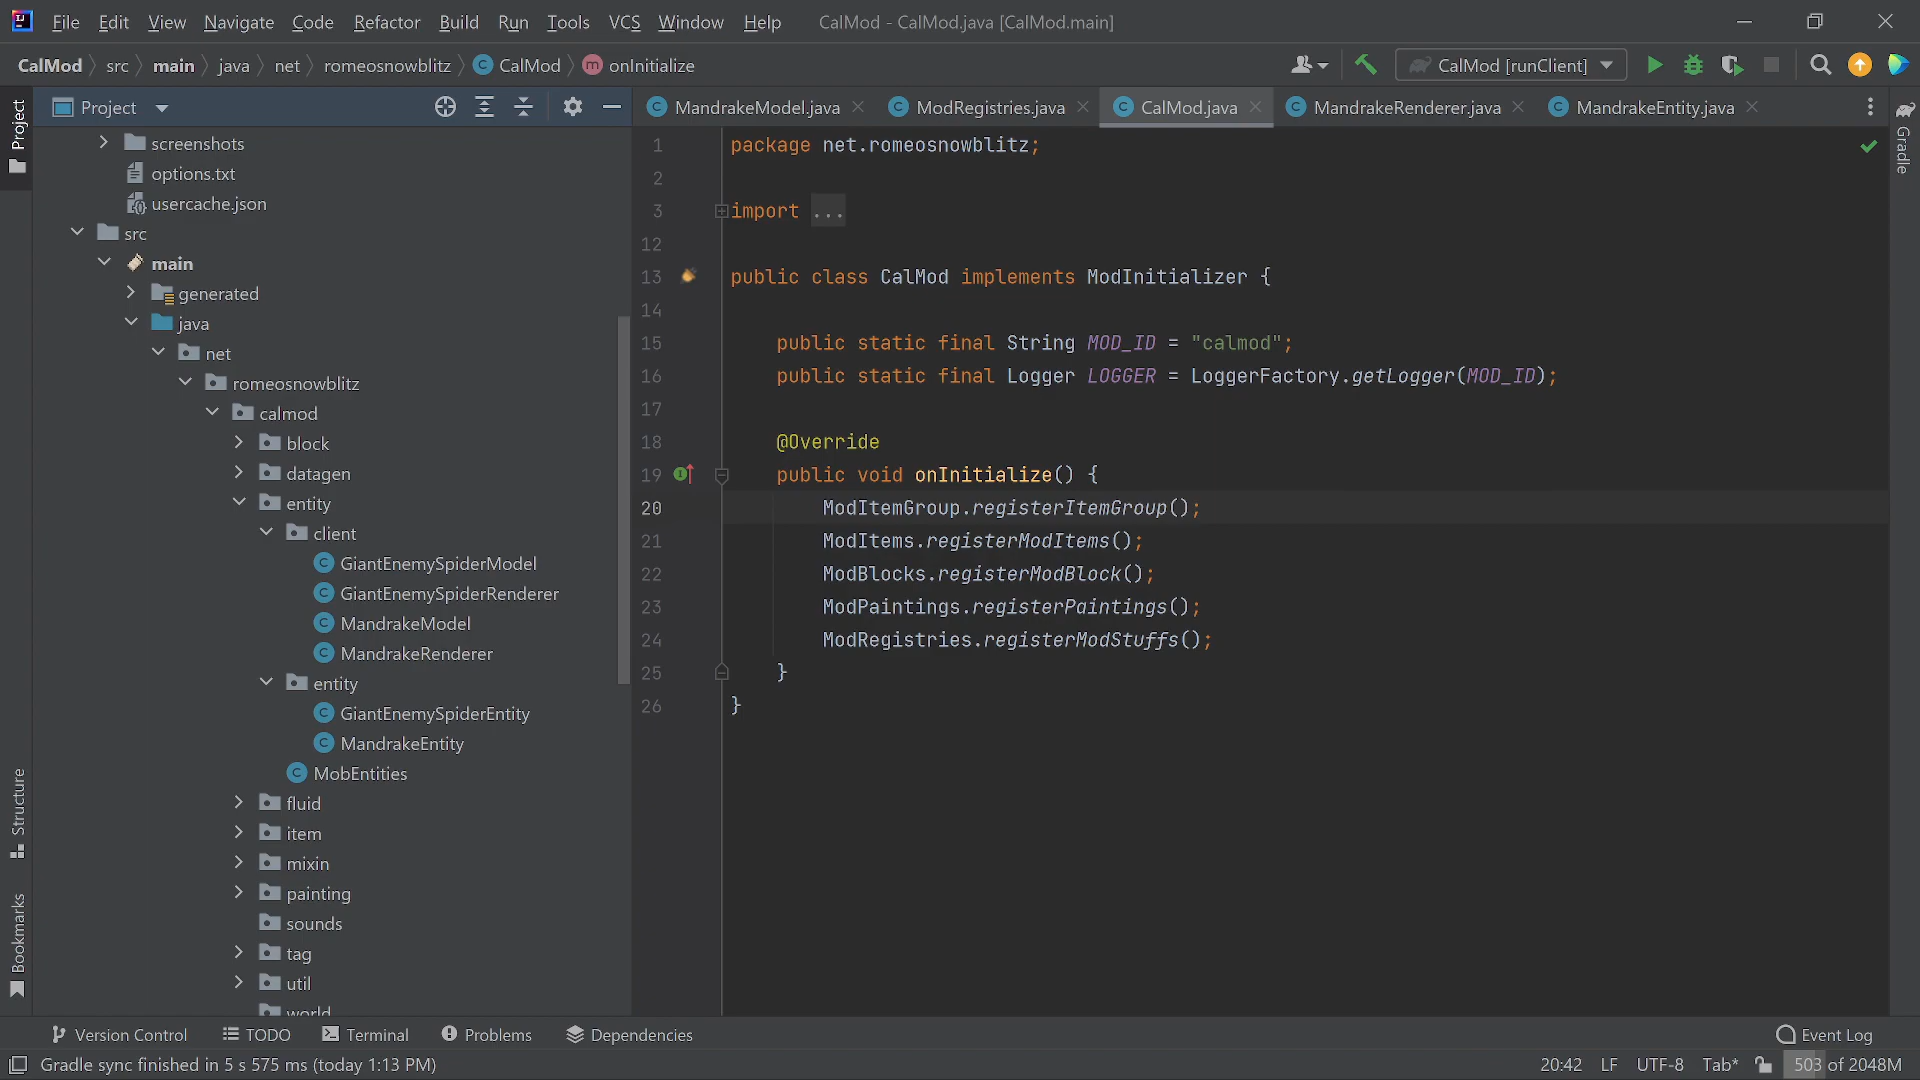 File Edit View Navigate Code Refactor Build Run Tools VCS Window Help CalMod - CalMod.java [CalMod.main]
CalMod src main java net romeosnowblitz CalMod onInitialize CalMod [runClient]
Project
MandrakeModel.java ModRegistries.java CalMod.java MandrakeRenderer.java MandrakeEntity.java
Project
Structure
Bookmarks
screenshots
options.txt
usercache.json
src
main
generated
java
net
romeosnowblitz
calmod
block
datagen
entity
client
GiantEnemySpiderModel
GiantEnemySpiderRenderer
MandrakeModel
MandrakeRenderer
entity
GiantEnemySpiderEntity
MandrakeEntity
MobEntities
fluid
item
mixin
painting
sounds
tag
util
world
1 package net.romeosnowblitz;
2
3 import ...
12
13 public class CalMod implements ModInitializer {
14
15 public static final String MOD_ID = "calmod";
16 public static final Logger LOGGER = LoggerFactory.getLogger(MOD_ID);
17
18 @Override
19 public void onInitialize() {
20 ModItemGroup.registerItemGroup();
21 ModItems.registerModItems();
22 ModBlocks.registerModBlock();
23 ModPaintings.registerPaintings();
24 ModRegistries.registerModStuffs();
25 }
26 }
Gradle
Version Control TODO Terminal Problems Dependencies Event Log
Gradle sync finished in 5 s 575 ms (today 1:13 PM) 20:42 LF UTF-8 Tab* 503 of 2048M